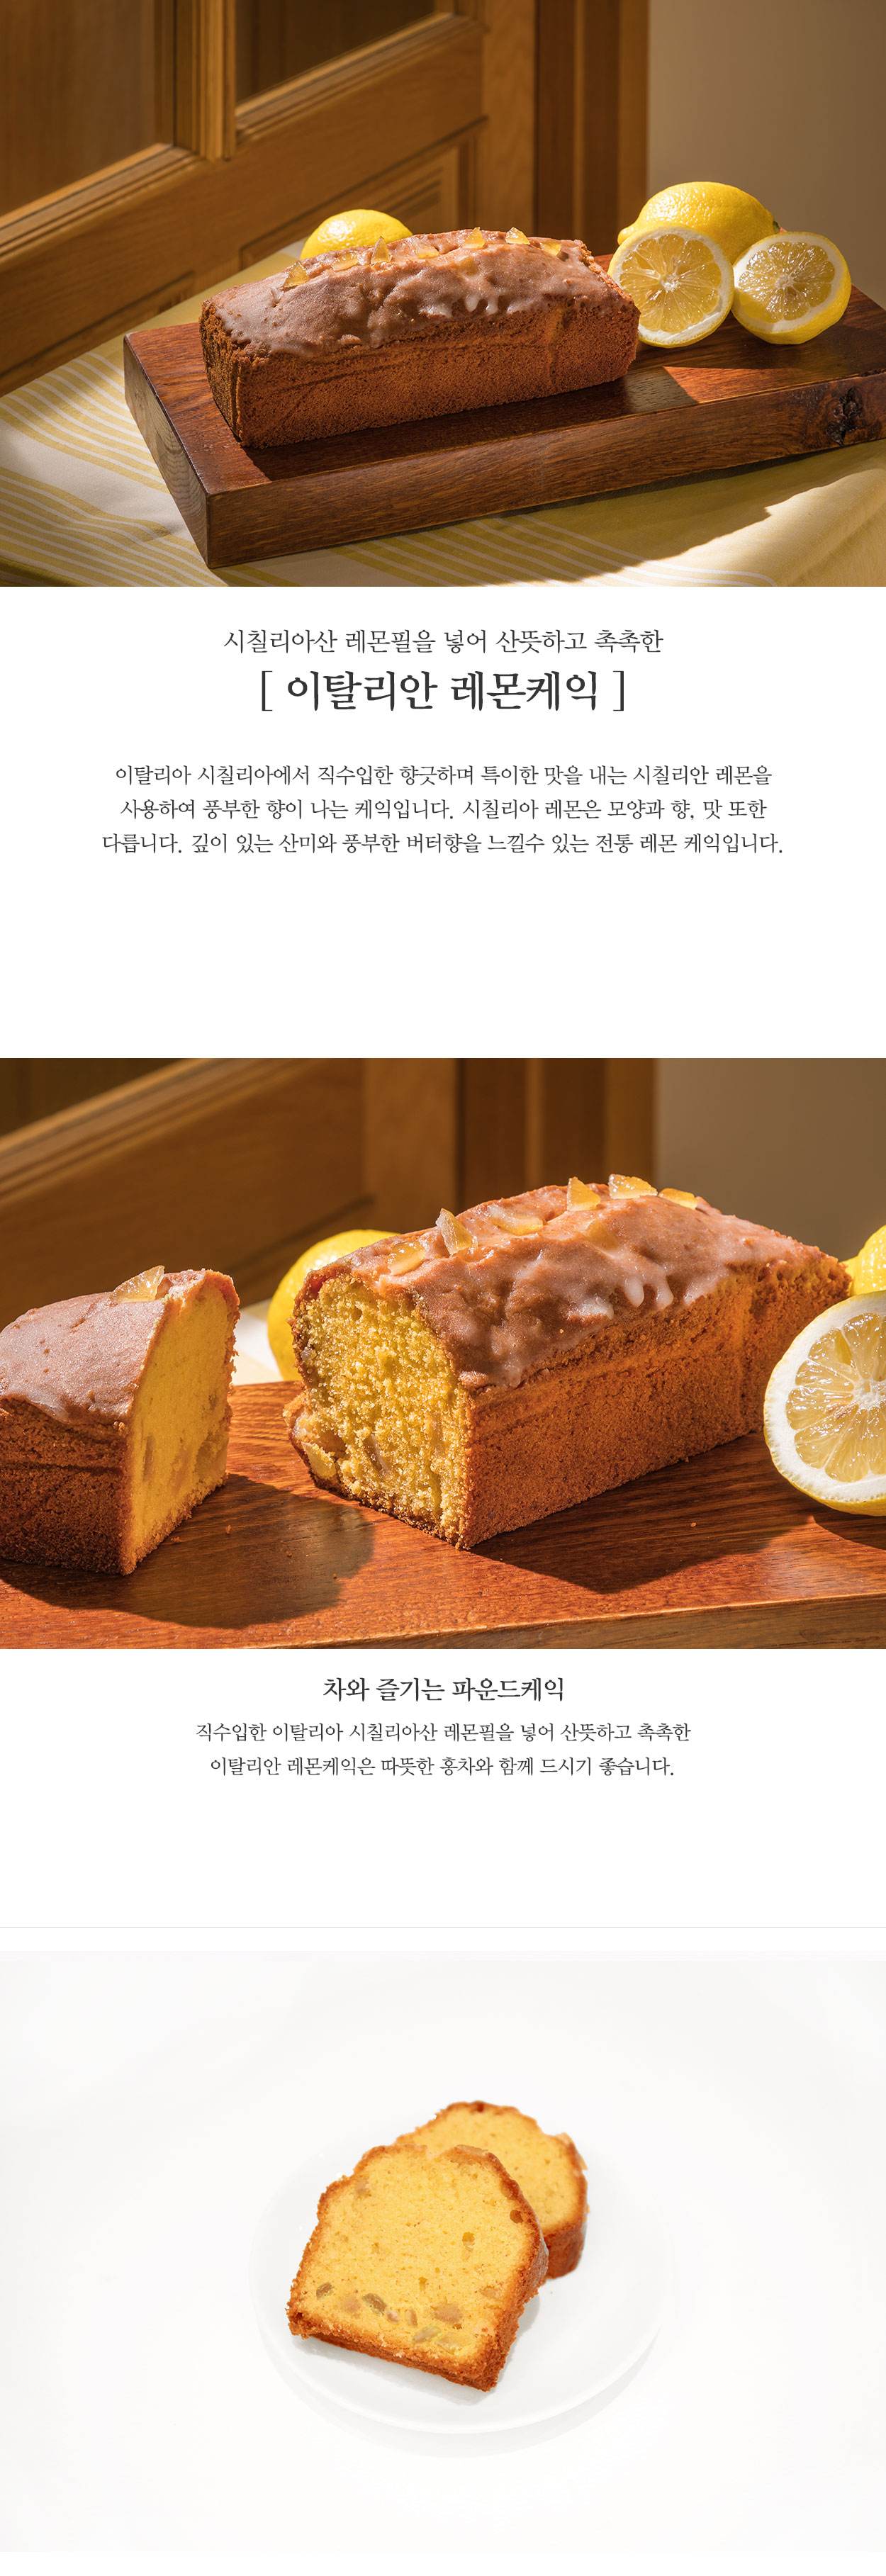 시칠리아산 레몬필을 넣어 산뜻하고 촉촉한
[ 이탈리안 레몬케익 ]
이탈리아 시칠리아에서 직수입한 향긋하며 특이한 맛을 내는 시칠리안 레몬을
사용하여 풍부한 향이 나는 케익입니다. 시칠리아 레몬은 모양과 향, 맛 또한
다릅니다. 깊이 있는 산미와 풍부한 버터향을 느낄수 있는 전통 레몬 케익입니다.
차와 즐기는 파운드케익
직수입한 이탈리아 시칠리아산 레몬필을 넣어 산뜻하고 촉촉한
이탈리안 레몬케익은 따뜻한 홍차와 함께 드시기 좋습니다.